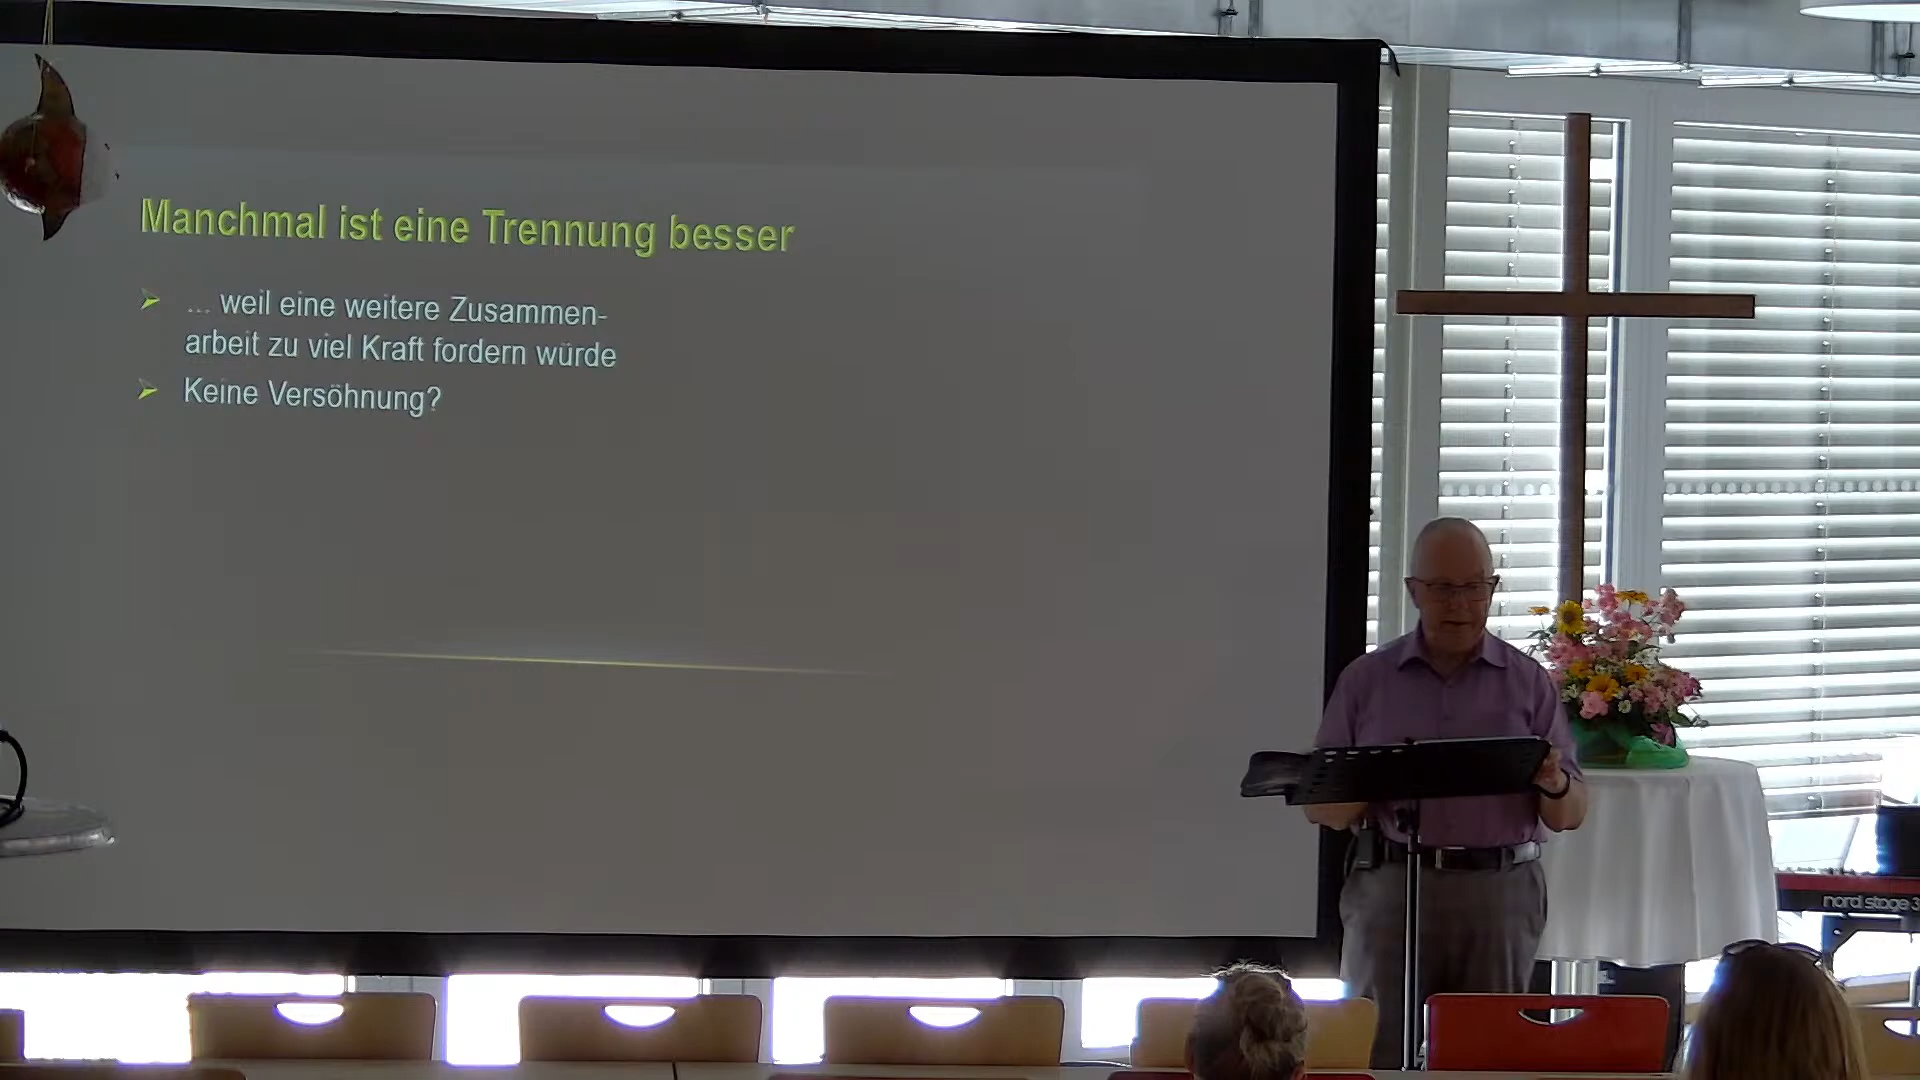 Manchmal ist eine Trennung besser
... weil eine weitere Zusammen-
arbeit zu viel Kraft fordern würde
Keine Versöhnung?
nord stage 3